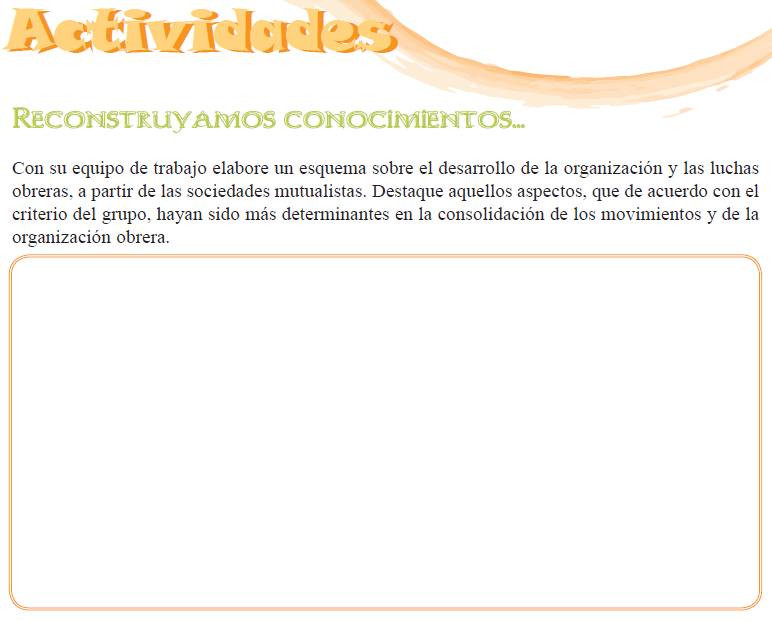 Actividades
Reconstruyamos conocimientos...
Con su equipo de trabajo elabore un esquema sobre el desarrollo de la organización y las luchas
obreras, a partir de las sociedades mutualistas. Destaque aquellos aspectos, que de acuerdo con el
criterio del grupo, hayan sido más determinantes en la consolidación de los movimientos y de la
organización obrera.